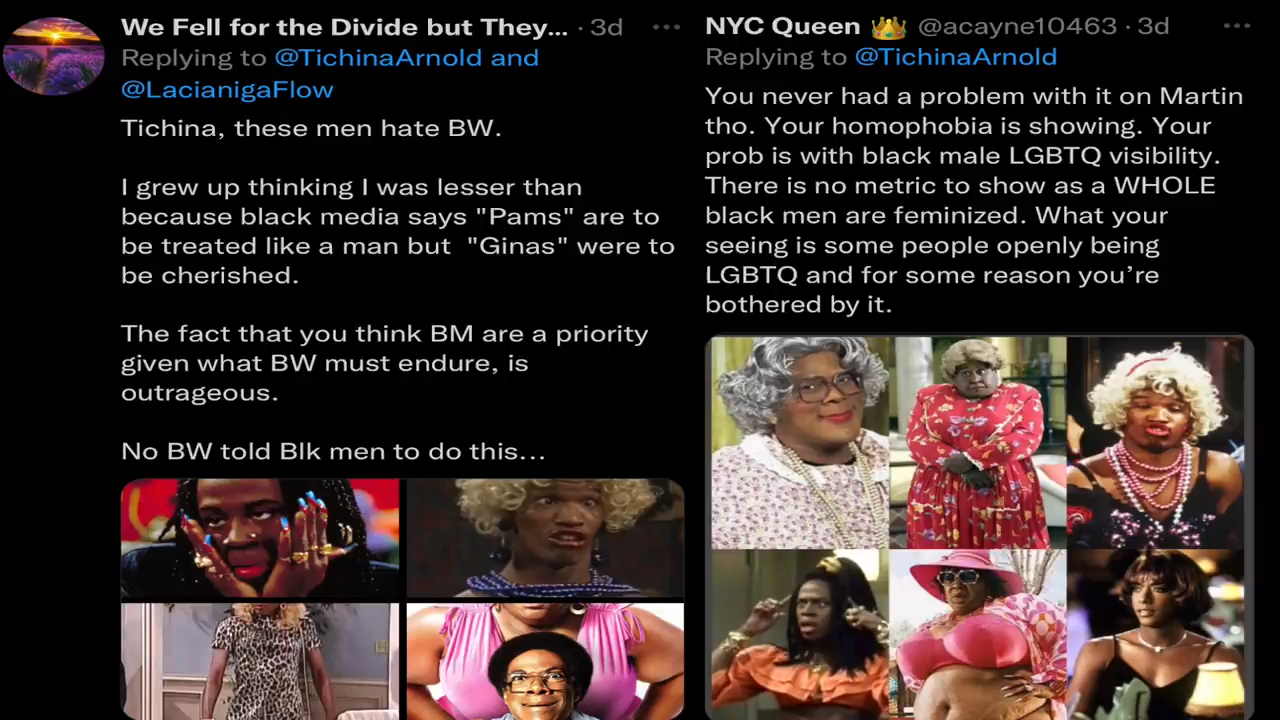 We Fell for the Divide but They... · 3d
Replying to @TichinaArnold and
@LacianigaFlow
Tichina, these men hate BW.
I grew up thinking I was lesser than
because black media says "Pams" are to
be treated like a man but "Ginas" were to
be cherished.
The fact that you think BM are a priority
given what BW must endure, is
outrageous.
No BW told Blk men to do this...
NYC Queen 👑 @acayne10463 · 3d
Replying to @TichinaArnold
You never had a problem with it on Martin
tho. Your homophobia is showing. Your
prob is with black male LGBTQ visibility.
There is no metric to show as a WHOLE
black men are feminized. What your
seeing is some people openly being
LGBTQ and for some reason you’re
bothered by it.